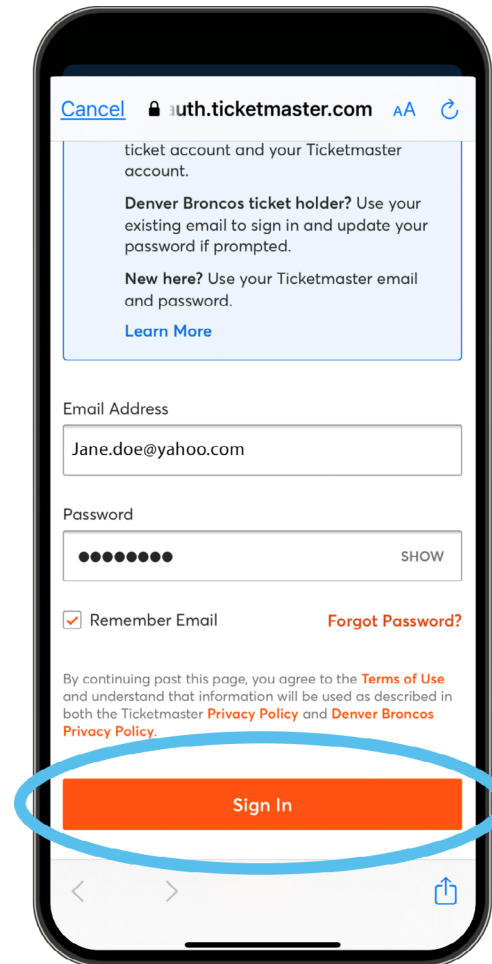 Cancel uth.ticketmaster.com AA
ticket account and your Ticketmaster
account.
Denver Broncos ticket holder? Use your
existing email to sign in and update your
password if prompted.
New here? Use your Ticketmaster email
and password.
Learn More
Email Address
Jane.doe@yahoo.com
Password
●●●●●●●● SHOW
Remember Email Forgot Password?
By continuing past this page, you agree to the Terms of Use
and understand that information will be used as described in
both the Ticketmaster Privacy Policy and Denver Broncos
Privacy Policy.
Sign In